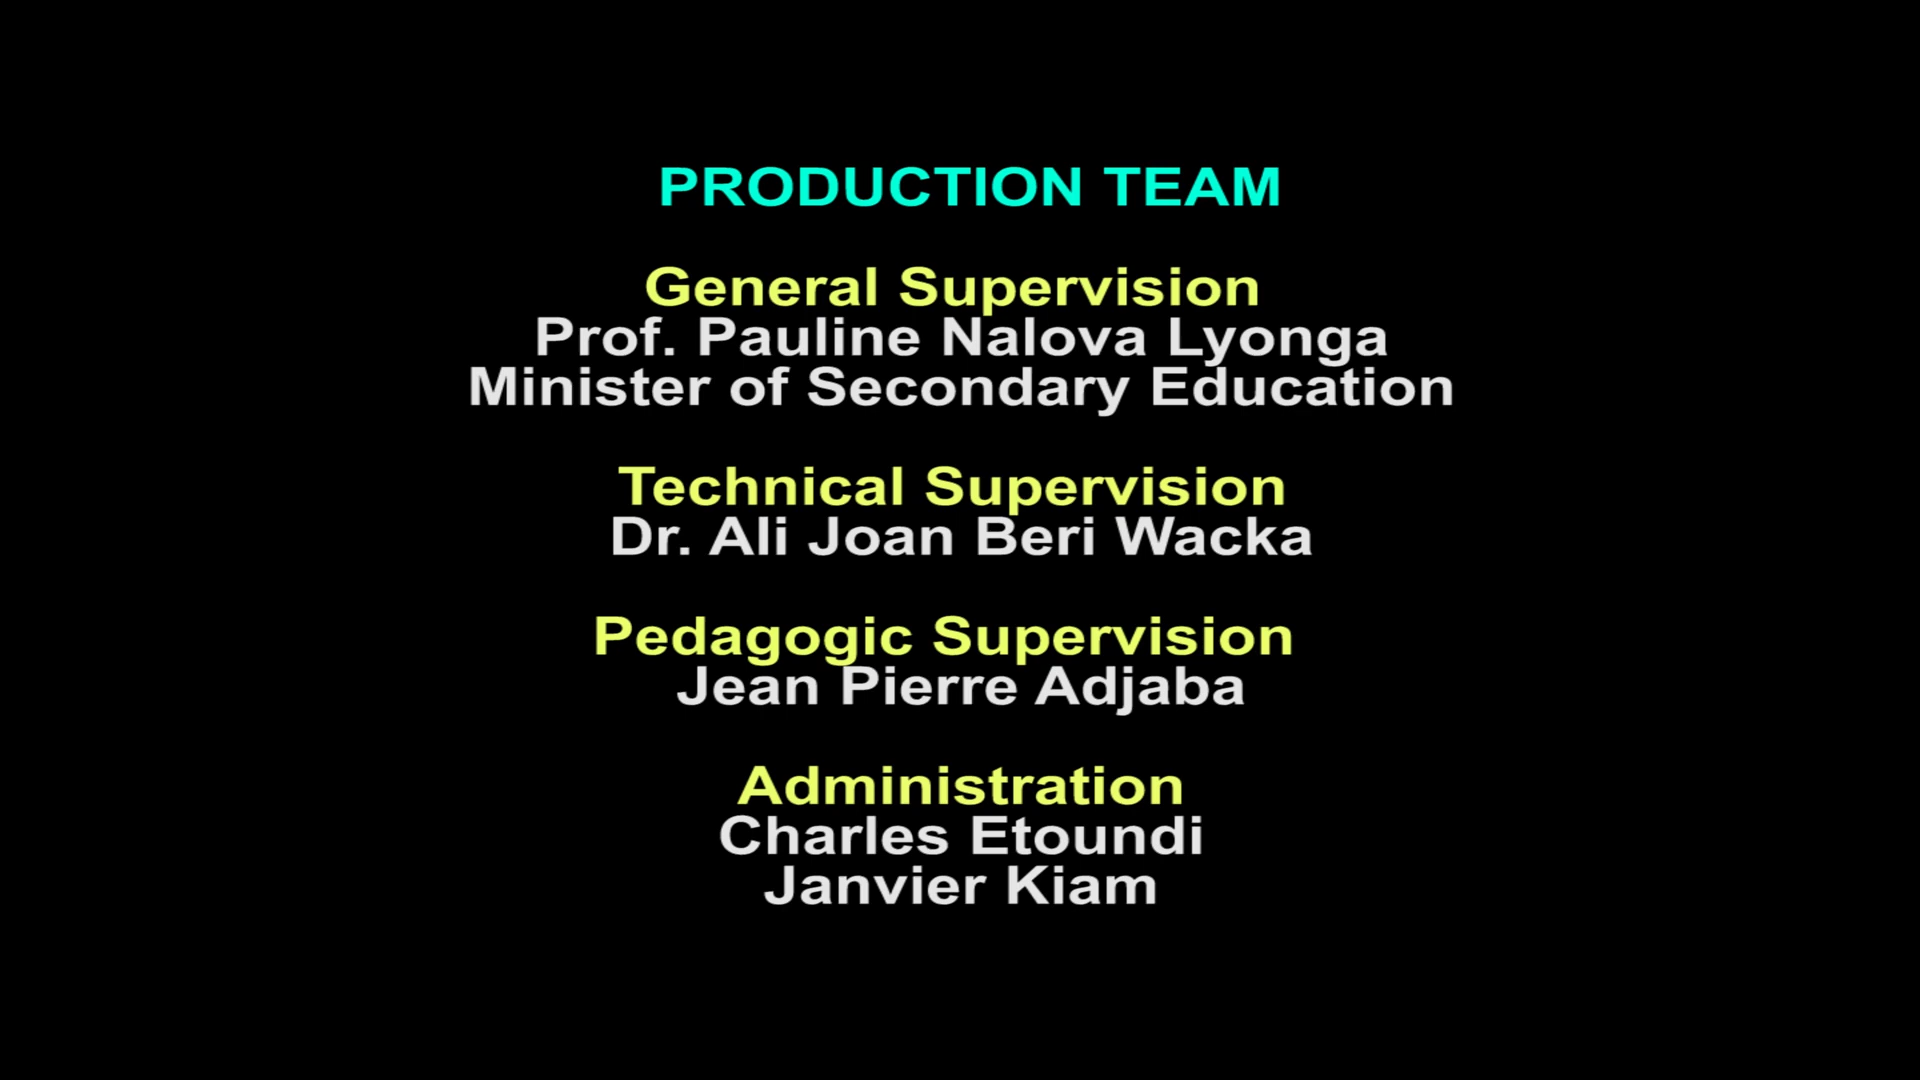 PRODUCTION TEAM
General Supervision
Prof. Pauline Nalova Lyonga
Minister of Secondary Education
Technical Supervision
Dr. Ali Joan Beri Wacka
Pedagogic Supervision
Jean Pierre Adjaba
Administration
Charles Etoundi
Janvier Kiam